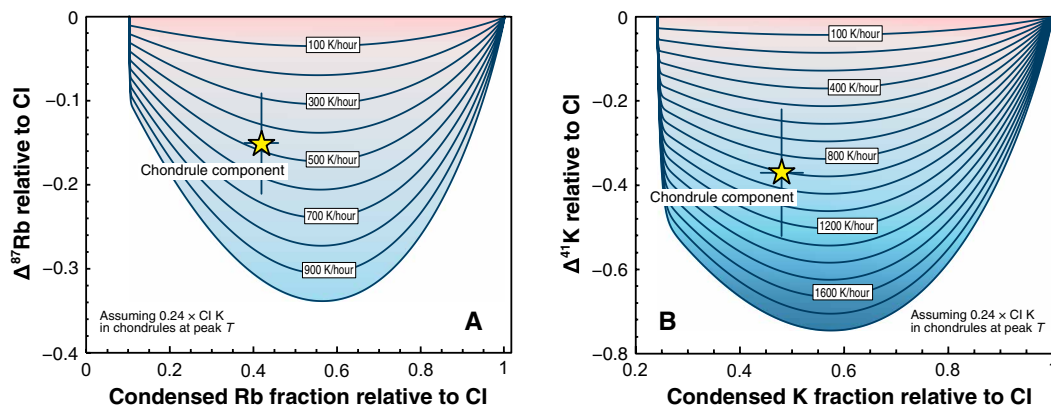 0
−0.1
−0.2
−0.3
−0.4
Δ⁸⁷Rb relative to CI
100 K/hour
300 K/hour
500 K/hour
700 K/hour
900 K/hour
Chondrule component
Assuming 0.24 × CI K
in chondrules at peak T
A
0 0.2 0.4 0.6 0.8 1
Condensed Rb fraction relative to CI
0
−0.2
−0.4
−0.6
−0.8
Δ⁴¹K relative to CI
100 K/hour
400 K/hour
800 K/hour
1200 K/hour
1600 K/hour
Chondrule component
B
Assuming 0.24 × CI K
in chondrules at peak T
0.2 0.4 0.6 0.8 1
Condensed K fraction relative to CI